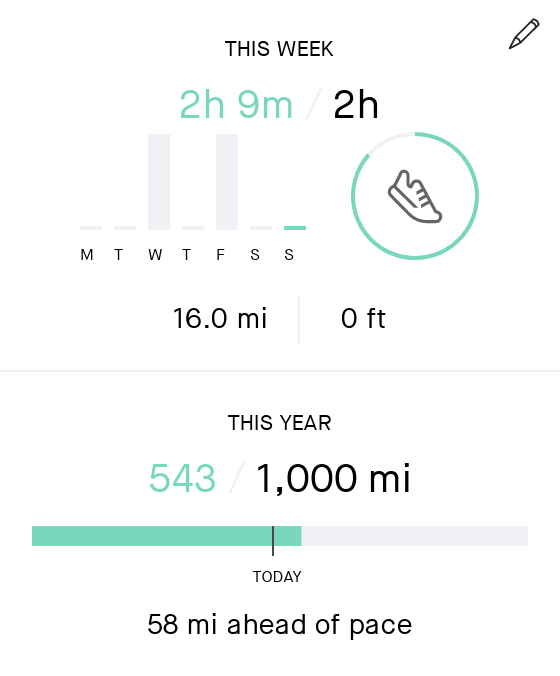 THIS WEEK
2h 9m / 2h
M T W T F S S
16.0 mi 0 ft
THIS YEAR
543 / 1,000 mi
TODAY
58 mi ahead of pace